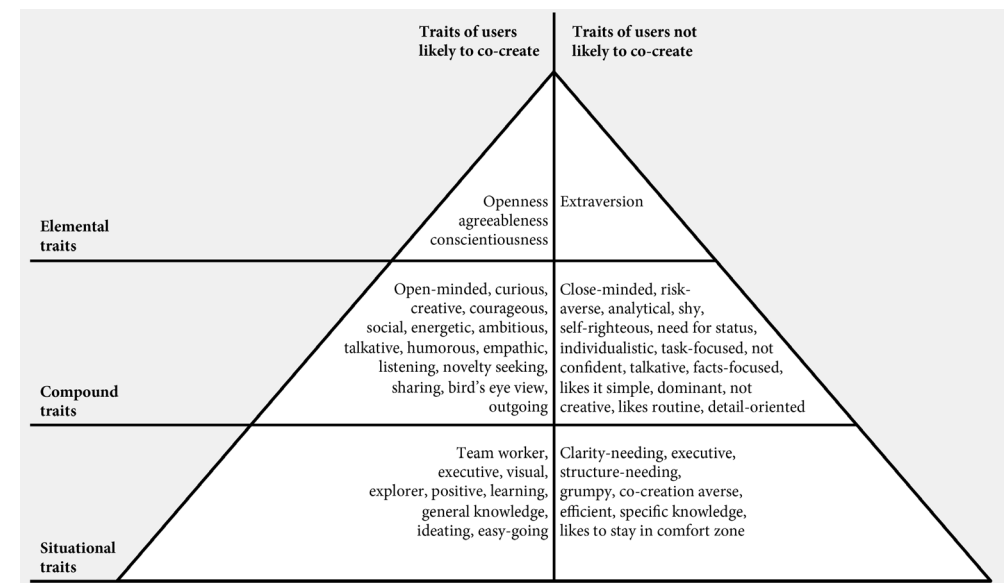 Traits of users
likely to co-create
Traits of users not
likely to co-create
Elemental
traits
Openness
agreeableness
conscientiousness
Extraversion
Compound
traits
Open-minded, curious,
creative, courageous,
social, energetic, ambitious,
talkative, humorous, empathic,
listening, novelty seeking,
sharing, bird’s eye view,
outgoing
Close-minded, risk-
averse, analytical, shy,
self-righteous, need for status,
individualistic, task-focused, not
confident, talkative, facts-focused,
likes it simple, dominant, not
creative, likes routine, detail-oriented
Situational
traits
Team worker,
executive, visual,
explorer, positive, learning,
general knowledge,
ideating, easy-going
Clarity-needing, executive,
structure-needing,
grumpy, co-creation averse,
efficient, specific knowledge,
likes to stay in comfort zone